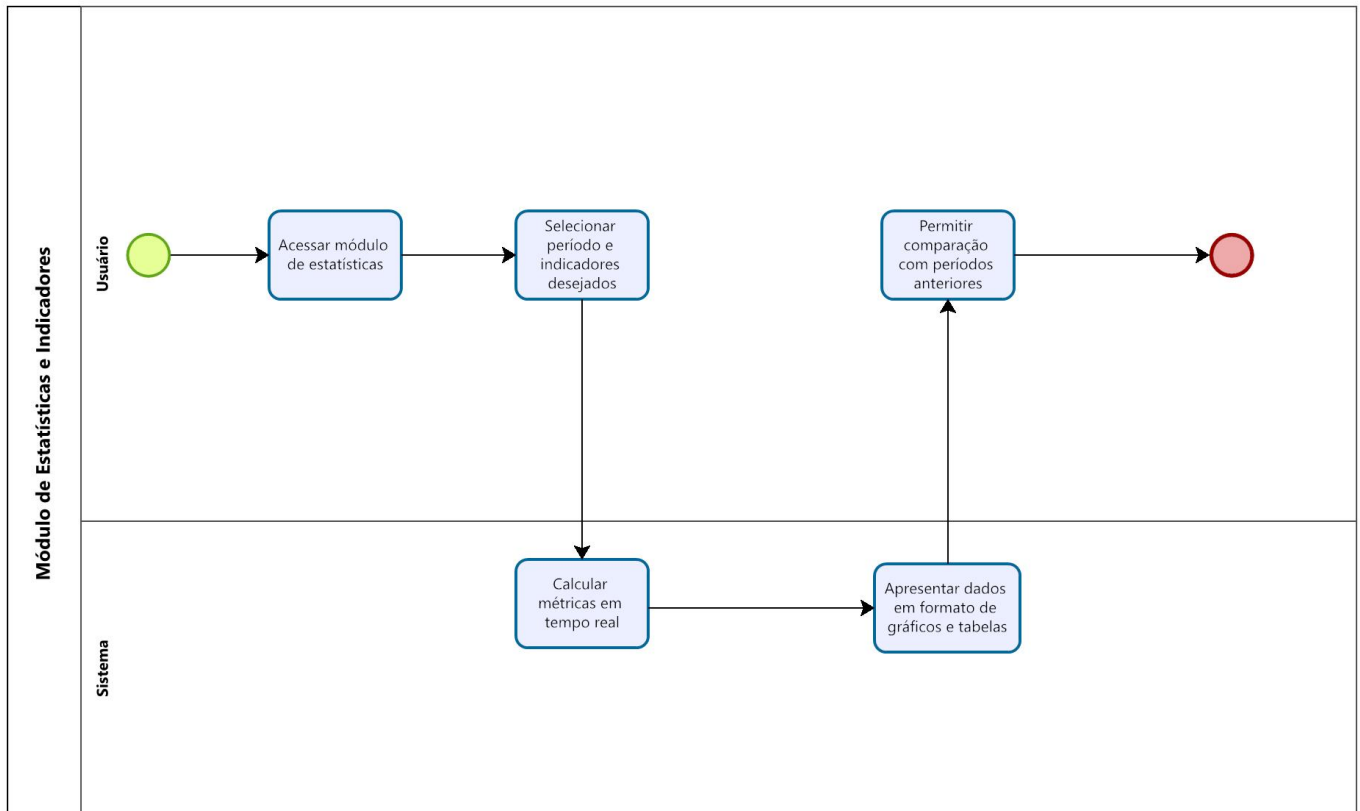 Módulo de Estatísticas e Indicadores
Usuário
Acessar módulo
de estatísticas
Selecionar
período e
indicadores
desejados
Permitir
comparação
com períodos
anteriores
Sistema
Calcular
métricas em
tempo real
Apresentar dados
em formato de
gráficos e tabelas